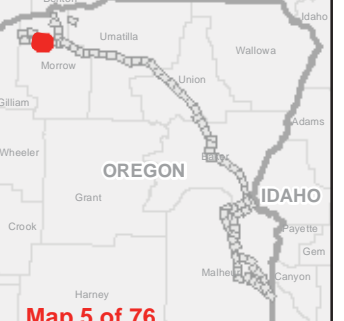 Benton
Idaho
Umatilla
Wallowa
Morrow
Union
Gilliam
Adams
Wheeler
Baker
OREGON
IDAHO
Grant
Crook
Payette
Gem
Malheur
Canyon
Harney
Map 5 of 76